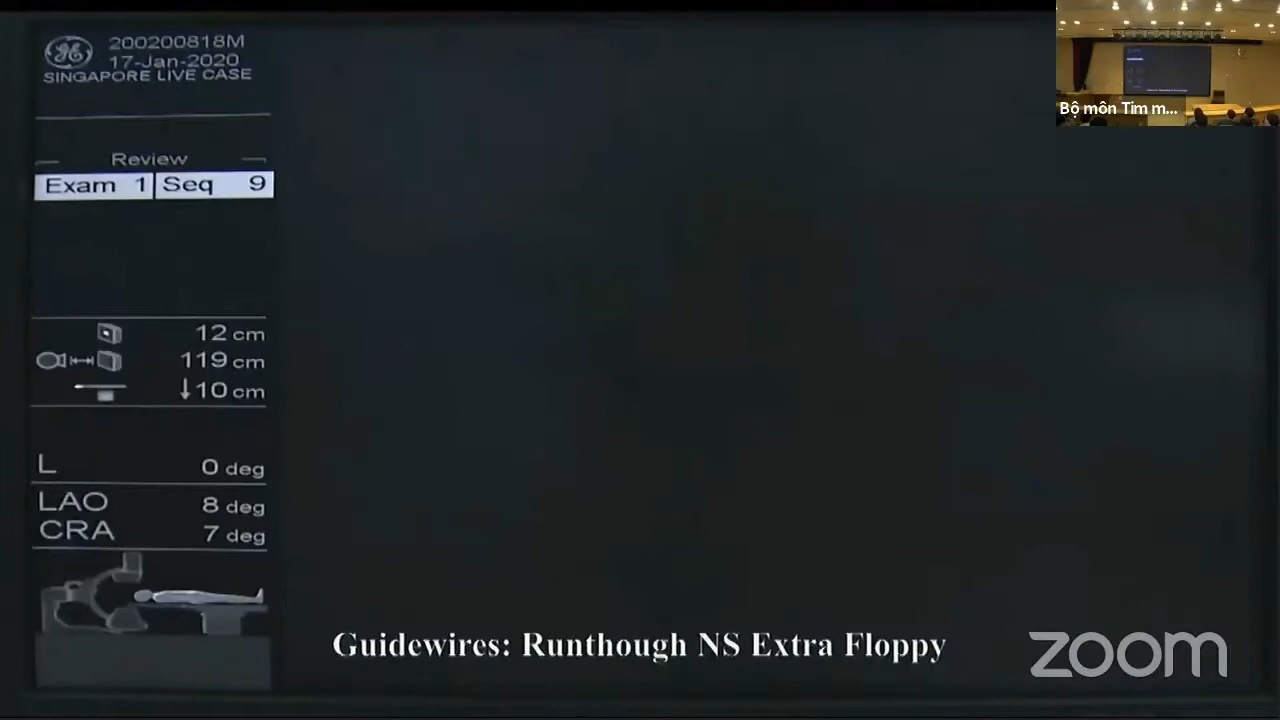 200200818M
17-Jan-2020
SINGAPORE LIVE CASE
Review
Exam 1 Seq 9
12 cm
119 cm
↓10 cm
L 0 deg
LAO 8 deg
CRA 7 deg
Guidewires: Runthough NS Extra Floppy
zoom
Bộ môn Tim m...